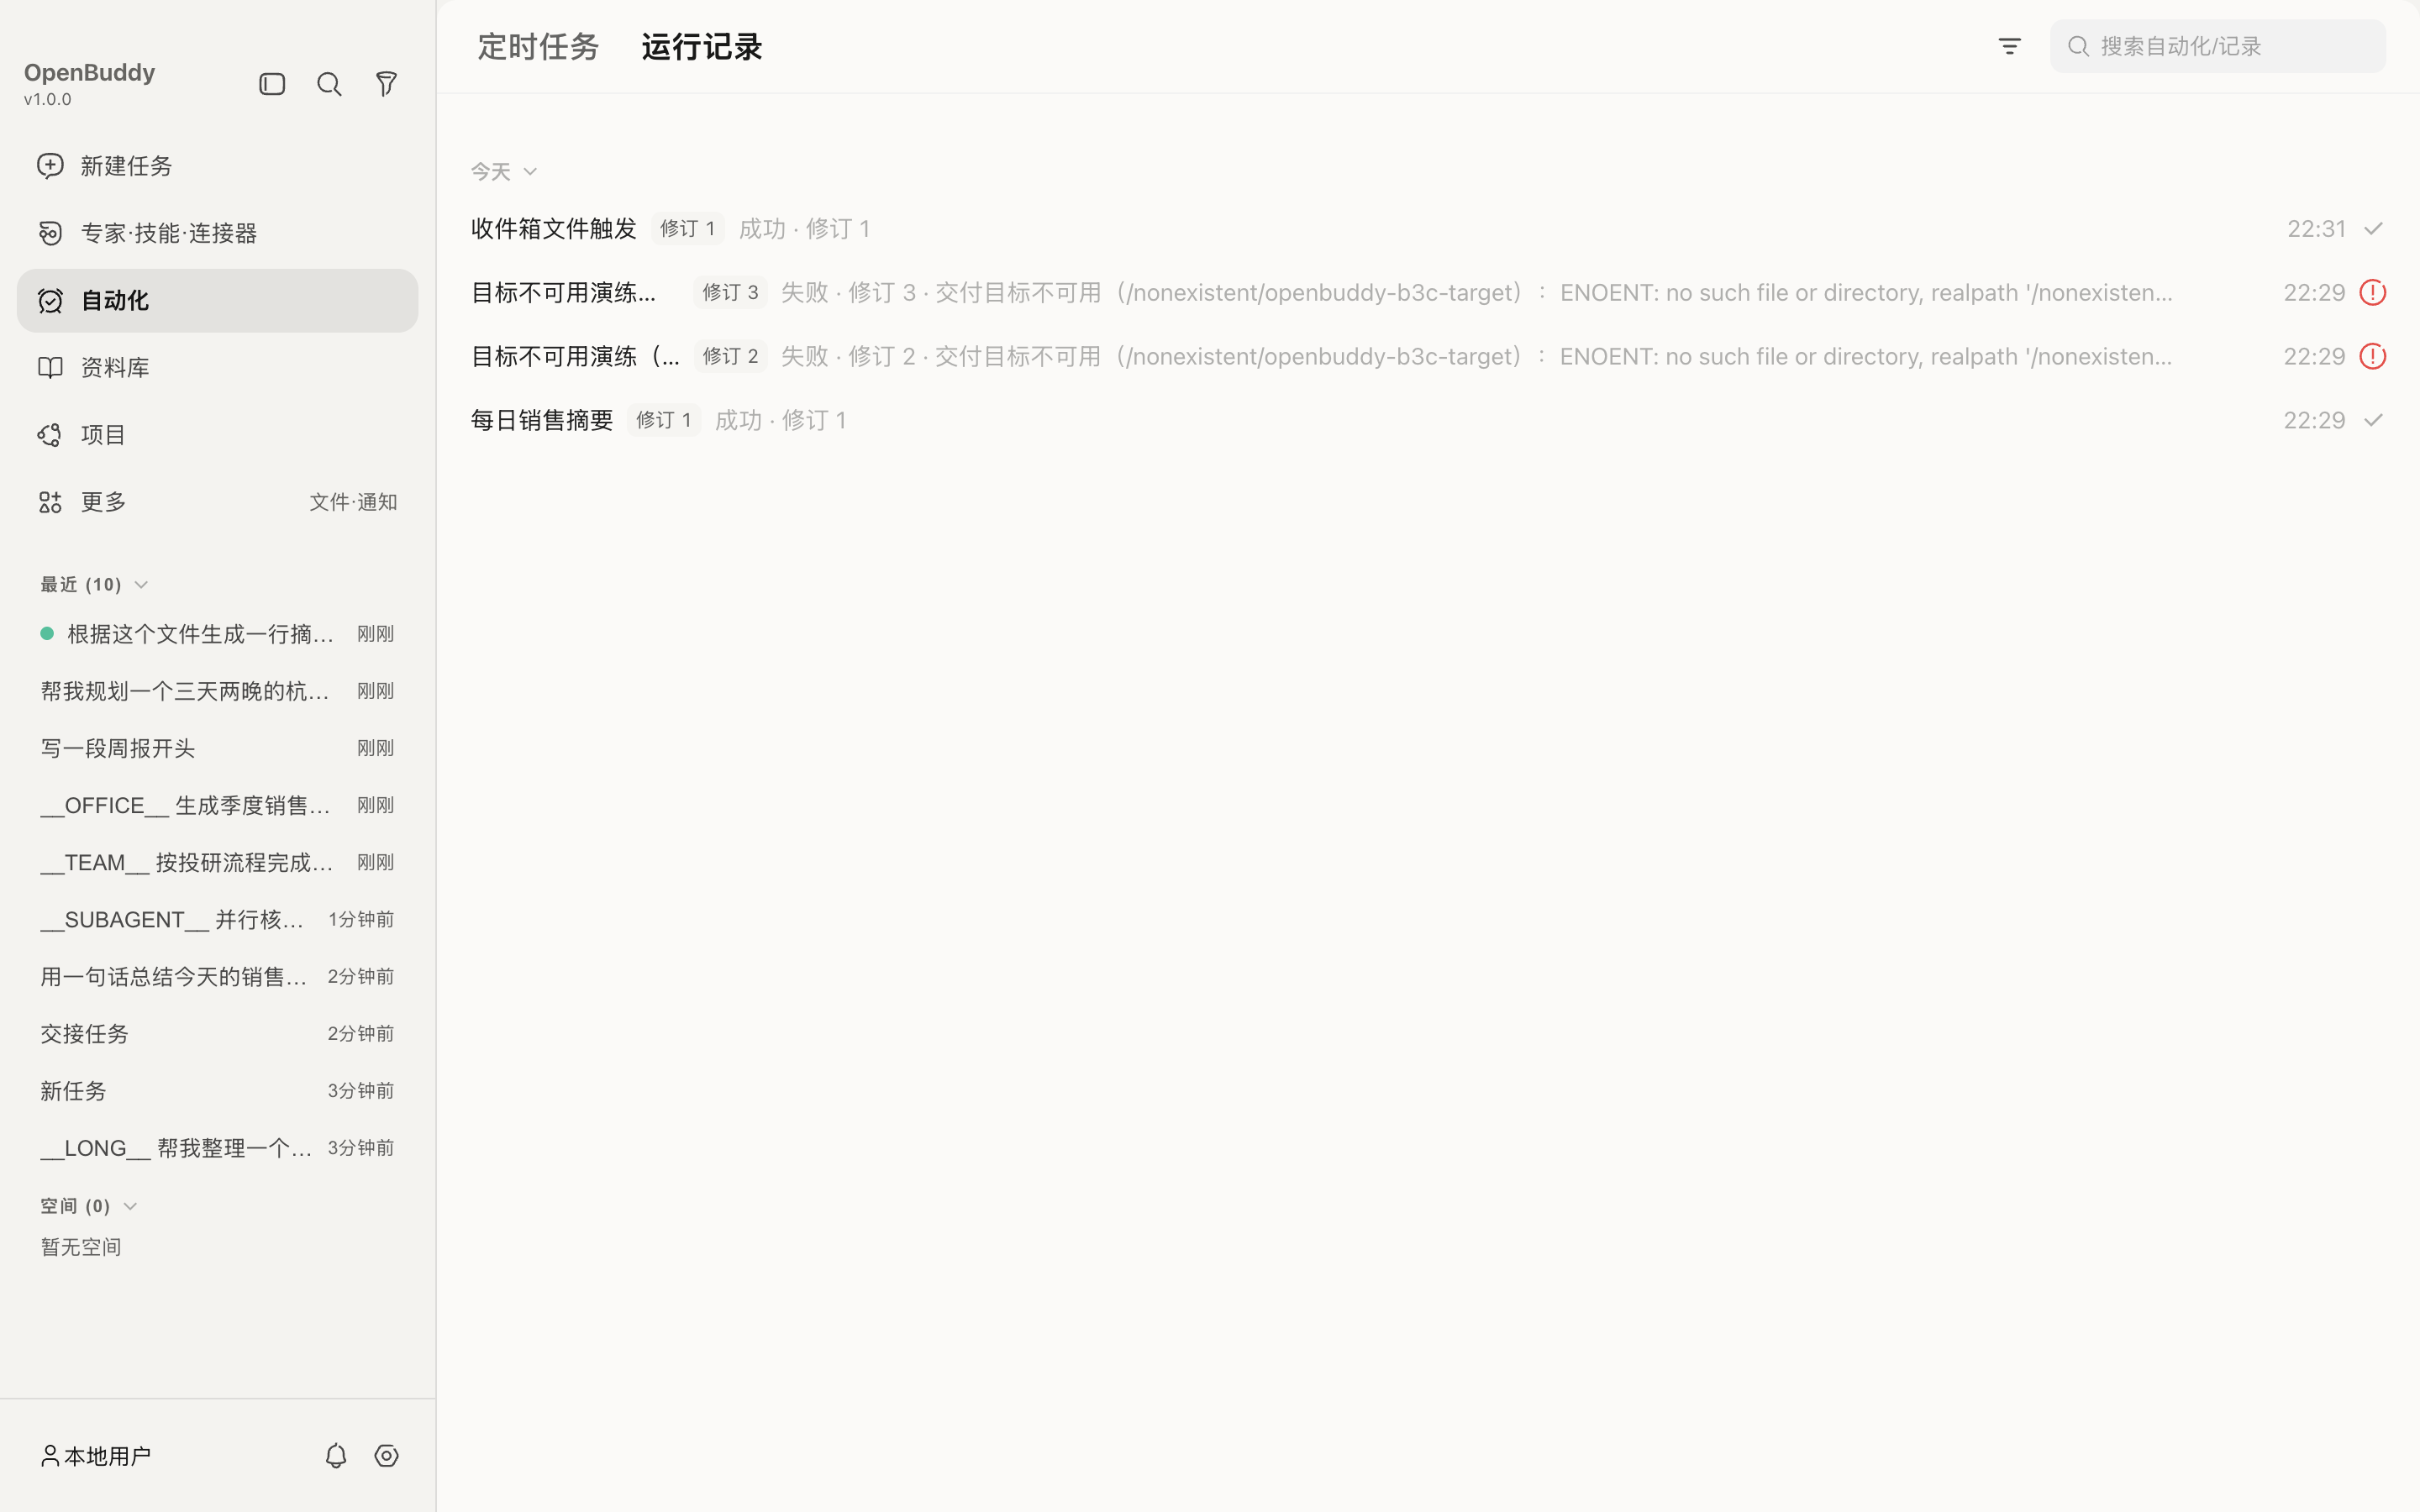 OpenBuddy
v1.0.0
新建任务
专家·技能·连接器
自动化
资料库
项目
更多 文件·通知
最近 (10)
根据这个文件生成一行摘... 刚刚
帮我规划一个三天两晚的杭... 刚刚
写一段周报开头 刚刚
__OFFICE__ 生成季度销售... 刚刚
__TEAM__ 按投研流程完成... 刚刚
__SUBAGENT__ 并行核... 1分钟前
用一句话总结今天的销售... 2分钟前
交接任务 2分钟前
新任务 3分钟前
__LONG__ 帮我整理一个... 3分钟前
空间 (0)
暂无空间
本地用户
定时任务 运行记录 搜索自动化/记录
今天
收件箱文件触发 修订 1 成功 · 修订 1 22:31
目标不可用演练... 修订 3 失败 · 修订 3 · 交付目标不可用（/nonexistent/openbuddy-b3c-target）：ENOENT: no such file or directory, realpath '/nonexisten... 22:29
目标不可用演练（... 修订 2 失败 · 修订 2 · 交付目标不可用（/nonexistent/openbuddy-b3c-target）：ENOENT: no such file or directory, realpath '/nonexisten... 22:29
每日销售摘要 修订 1 成功 · 修订 1 22:29